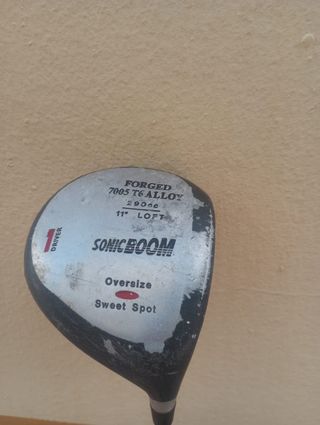 FORGED
7005 T6 ALLOY
290cc
11° LOFT
1
DRIVER
SONICBOOM
Oversize
Sweet Spot